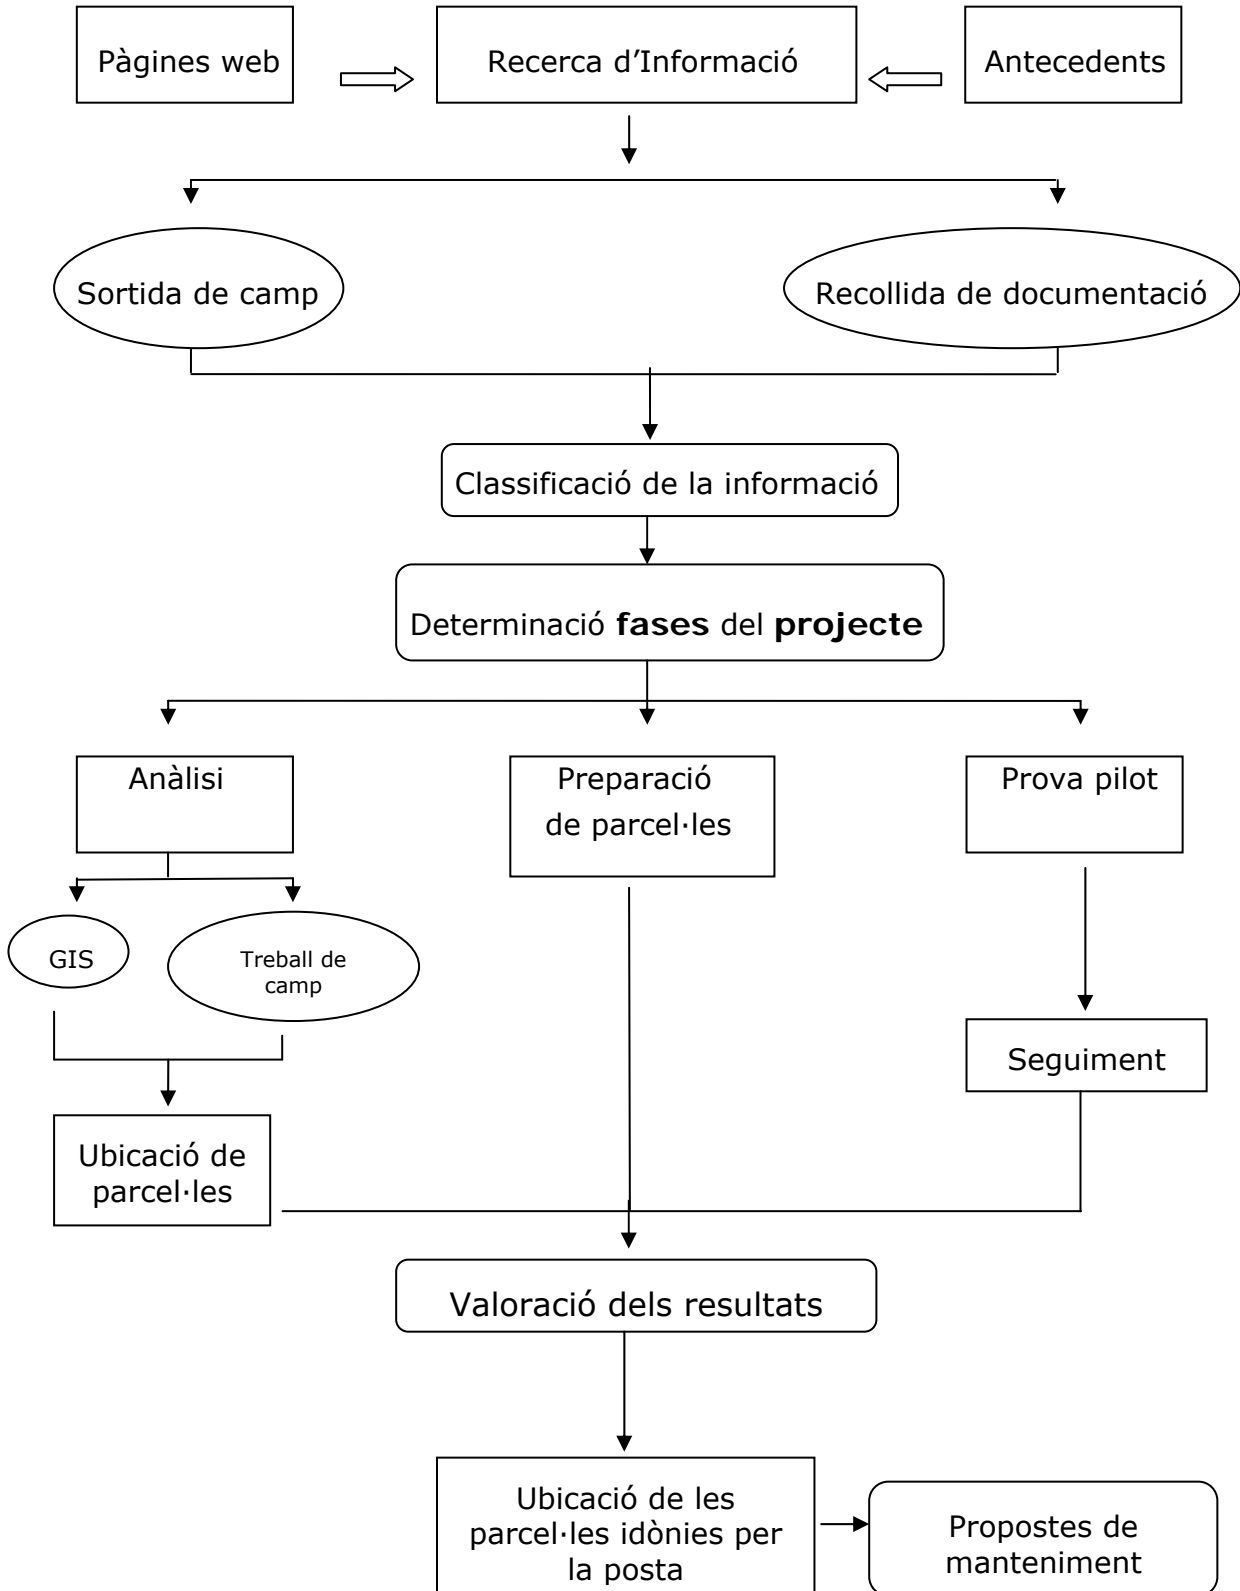 Pàgines web
Recerca d’Informació
Antecedents
Sortida de camp
Recollida de documentació
Classificació de la informació
Determinació fases del projecte
Anàlisi
Preparació
de parcel·les
Prova pilot
GIS
Treball de
camp
Seguiment
Ubicació de
parcel·les
Valoració dels resultats
Ubicació de les
parcel·les idònies per
la posta
Propostes de
manteniment